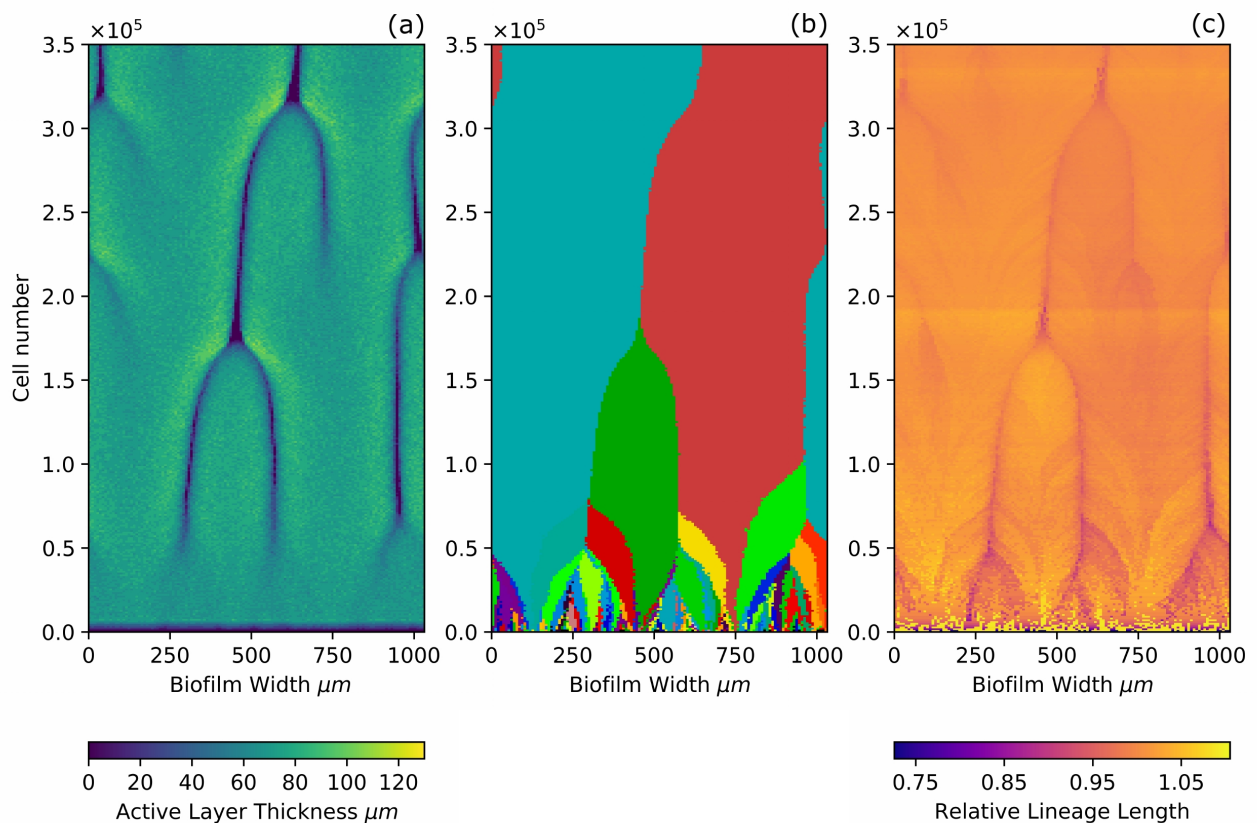 ×10⁵ (a)
3.5
3.0
2.5
2.0
1.5
1.0
0.5
0.0
Cell number
0 250 500 750 1000
Biofilm Width μm
0 20 40 60 80 100 120
Active Layer Thickness μm
×10⁵ (b)
3.5
3.0
2.5
2.0
1.5
1.0
0.5
0.0
0 250 500 750 1000
Biofilm Width μm
×10⁵ (c)
3.5
3.0
2.5
2.0
1.5
1.0
0.5
0.0
0 250 500 750 1000
Biofilm Width μm
0.75 0.85 0.95 1.05
Relative Lineage Length